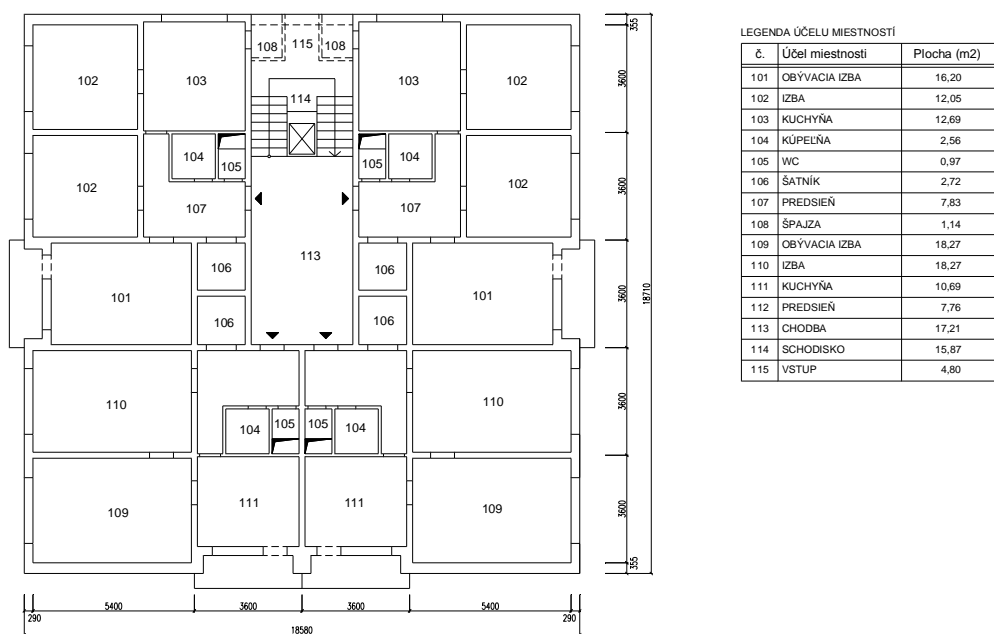 108 115 108
102 103 103 102
114
104 105 105 104
102 107 107 102
106 113 106
101 101
106 106
110 110
104 105 105 104
109 111 111 109
355
3600
3600
3600
3600
3600
355
18710
5400 3600 3600 5400
290 290
18580
LEGENDA ÚČELU MIESTNOSTÍ
č. Účel miestnosti Plocha (m2)
101 OBÝVACIA IZBA 16,20
102 IZBA 12,05
103 KUCHYŇA 12,69
104 KÚPEĽŇA 2,56
105 WC 0,97
106 ŠATNÍK 2,72
107 PREDSIEŇ 7,83
108 ŠPAJZA 1,14
109 OBÝVACIA IZBA 18,27
110 IZBA 18,27
111 KUCHYŇA 10,69
112 PREDSIEŇ 7,76
113 CHODBA 17,21
114 SCHODISKO 15,87
115 VSTUP 4,80